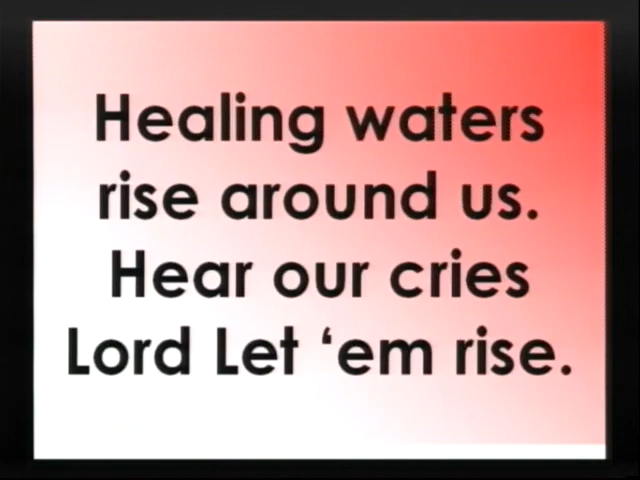 Healing waters
rise around us.
Hear our cries
Lord Let ‘em rise.